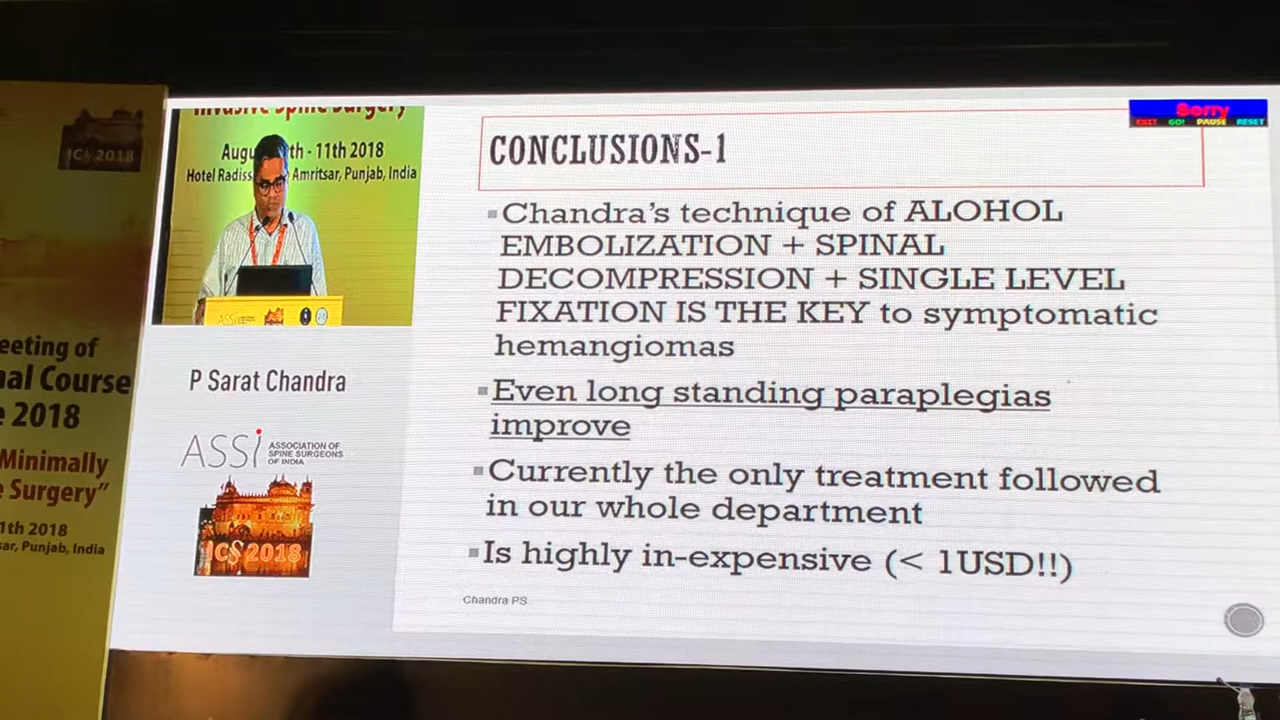 ICS 2018
eeting of
nal Course
e 2018
Minimally
e Surgery”
1th 2018
sar, Punjab, India
Invasive Spine Surgery
th - 11th 2018
Amritsar, Punjab, India
Hotel
P Sarat Chandra
ASSi ASSOCIATION OF
SPINE SURGEONS
OF INDIA
ICS 2018
Sorry
EXIT GO! PAUSE RESET
CONCLUSIONS-1
Chandra’s technique of ALOHOL
EMBOLIZATION + SPINAL
DECOMPRESSION + SINGLE LEVEL
FIXATION IS THE KEY to symptomatic
hemangiomas
Even long standing paraplegias
improve
Currently the only treatment followed
in our whole department
Is highly in-expensive (< 1USD!!)
Chandra PS